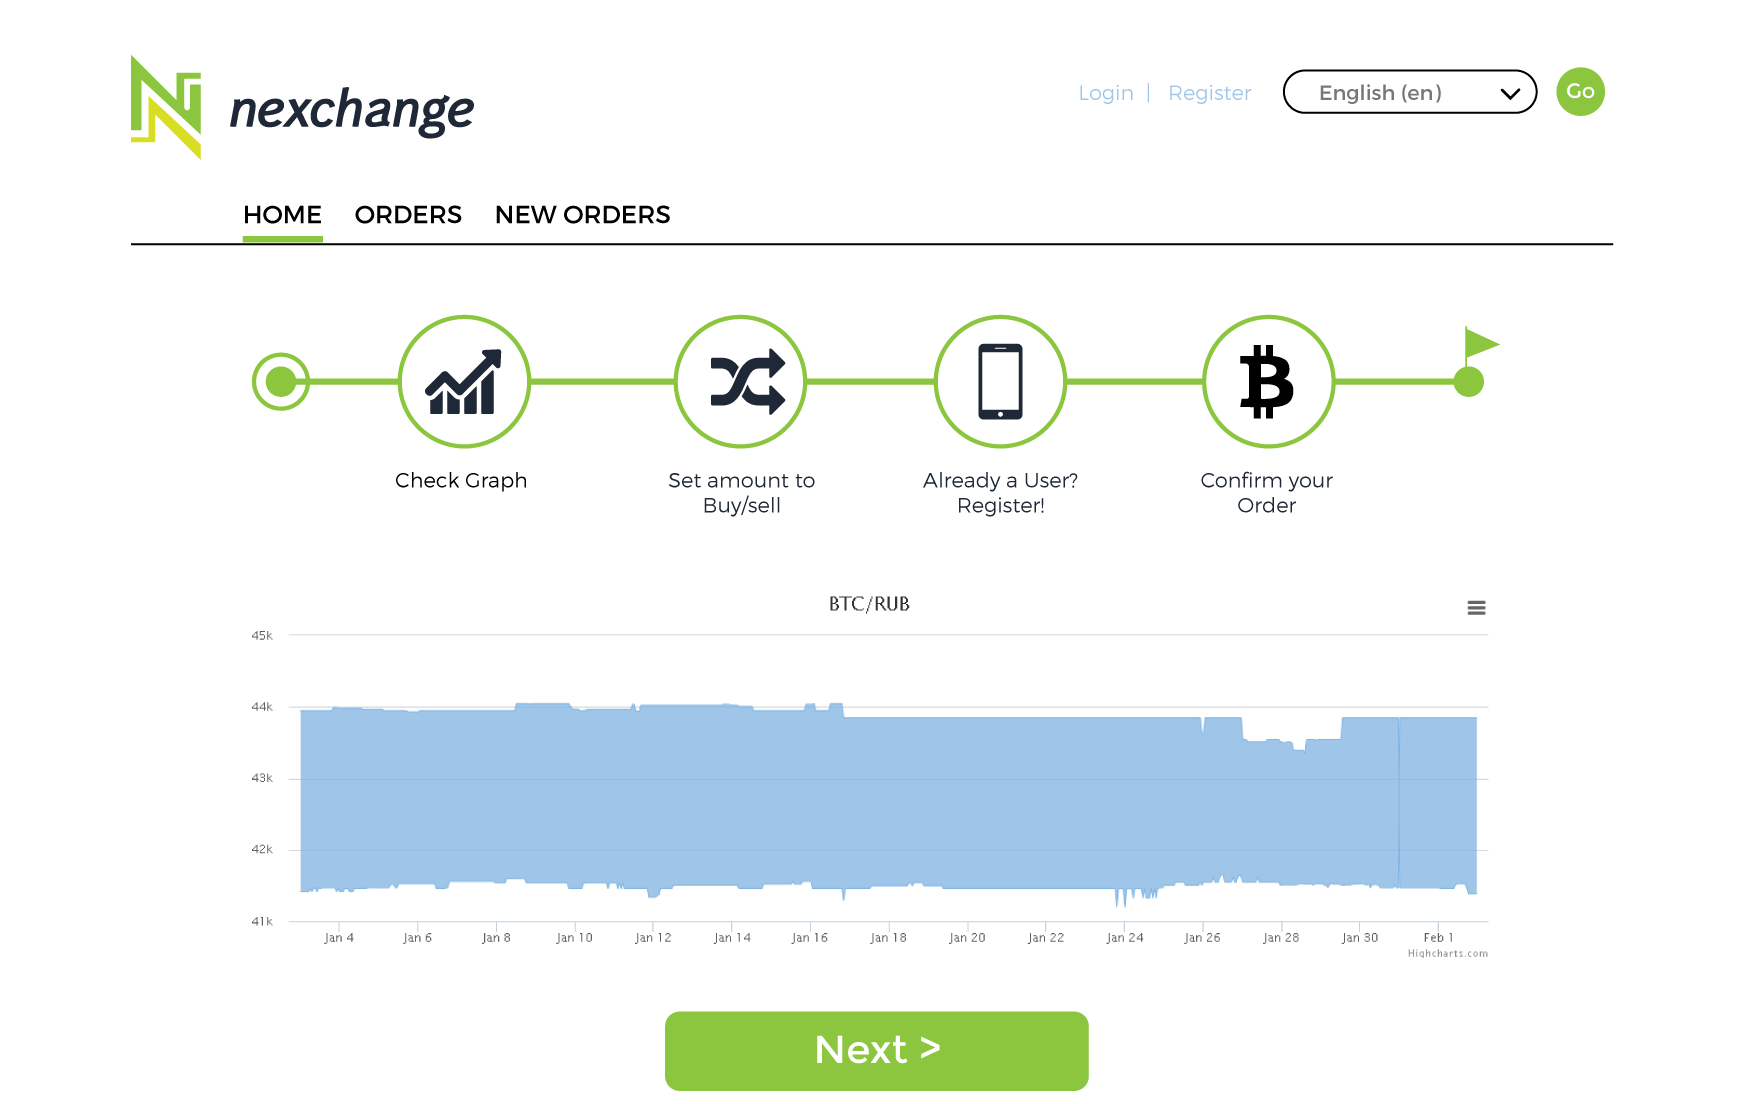 nexchange
Login | Register
English (en)
Go
HOME ORDERS NEW ORDERS
Check Graph
Set amount to
Buy/sell
Already a User?
Register!
Confirm your
Order
BTC/RUB
45k
44k
43k
42k
41k
Jan 4 Jan 6 Jan 8 Jan 10 Jan 12 Jan 14 Jan 16 Jan 18 Jan 20 Jan 22 Jan 24 Jan 26 Jan 28 Jan 30 Feb 1
Highcharts.com
Next >